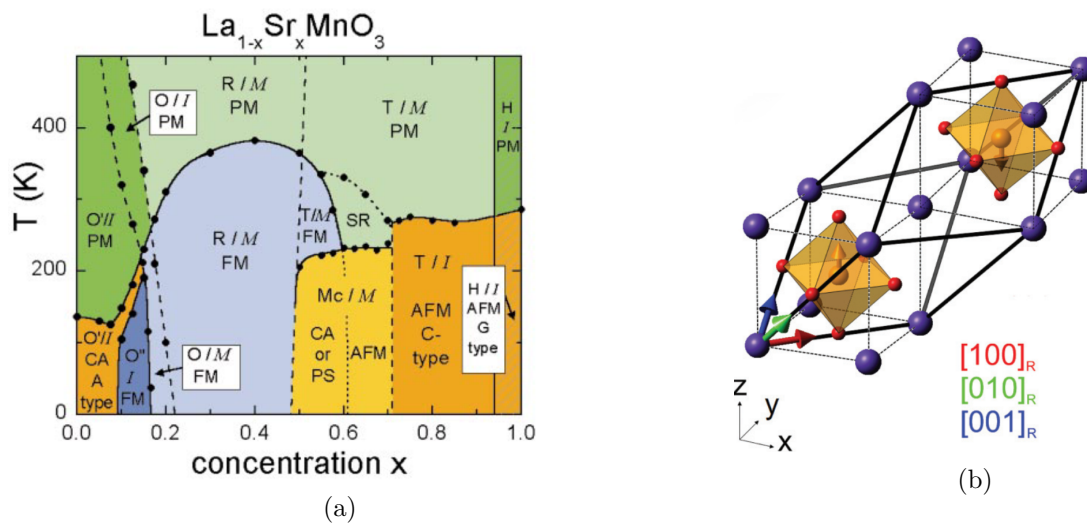 La1-xSrxMnO3
T (K)
400
200
0
0.0 0.2 0.4 0.6 0.8 1.0
concentration x
O / I
PM
R / M
PM
T / M
PM
H
I
PM
O'/I
PM
R / M
FM
T/M
FM
SR
T / I
AFM
C-
type
H / I
AFM
G
type
Mc / M
CA
or
PS
AFM
O'/I
CA
A
type
O"
I
FM
O / M
FM
(a)
z
y
x
[100]R
[010]R
[001]R
(b)